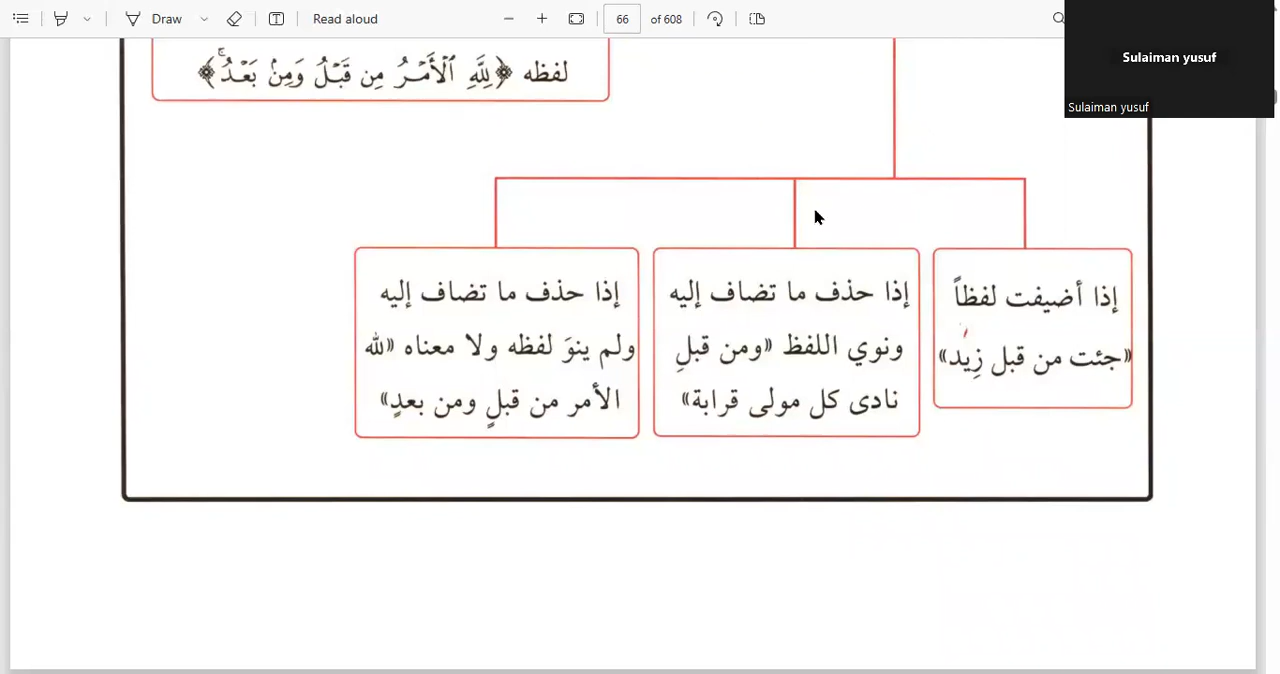 Draw
Read aloud
66
of 608
Sulaiman yusuf
Sulaiman yusuf
لفظه ﴿لِلَّهِ ٱلْأَمْرُ مِن قَبْلُ وَمِنۢ بَعْدُ ۚ﴾
إذا أضيفت لفظاً
«جئت من قبل زِيَد»
إذا حذف ما تضاف إليه
ونوي اللفظ «ومن قبلِ
نادى كل مولى قرابة»
إذا حذف ما تضاف إليه
ولم ينوَ لفظه ولا معناه «لله
الأمر من قبلٍ ومن بعدٍ»